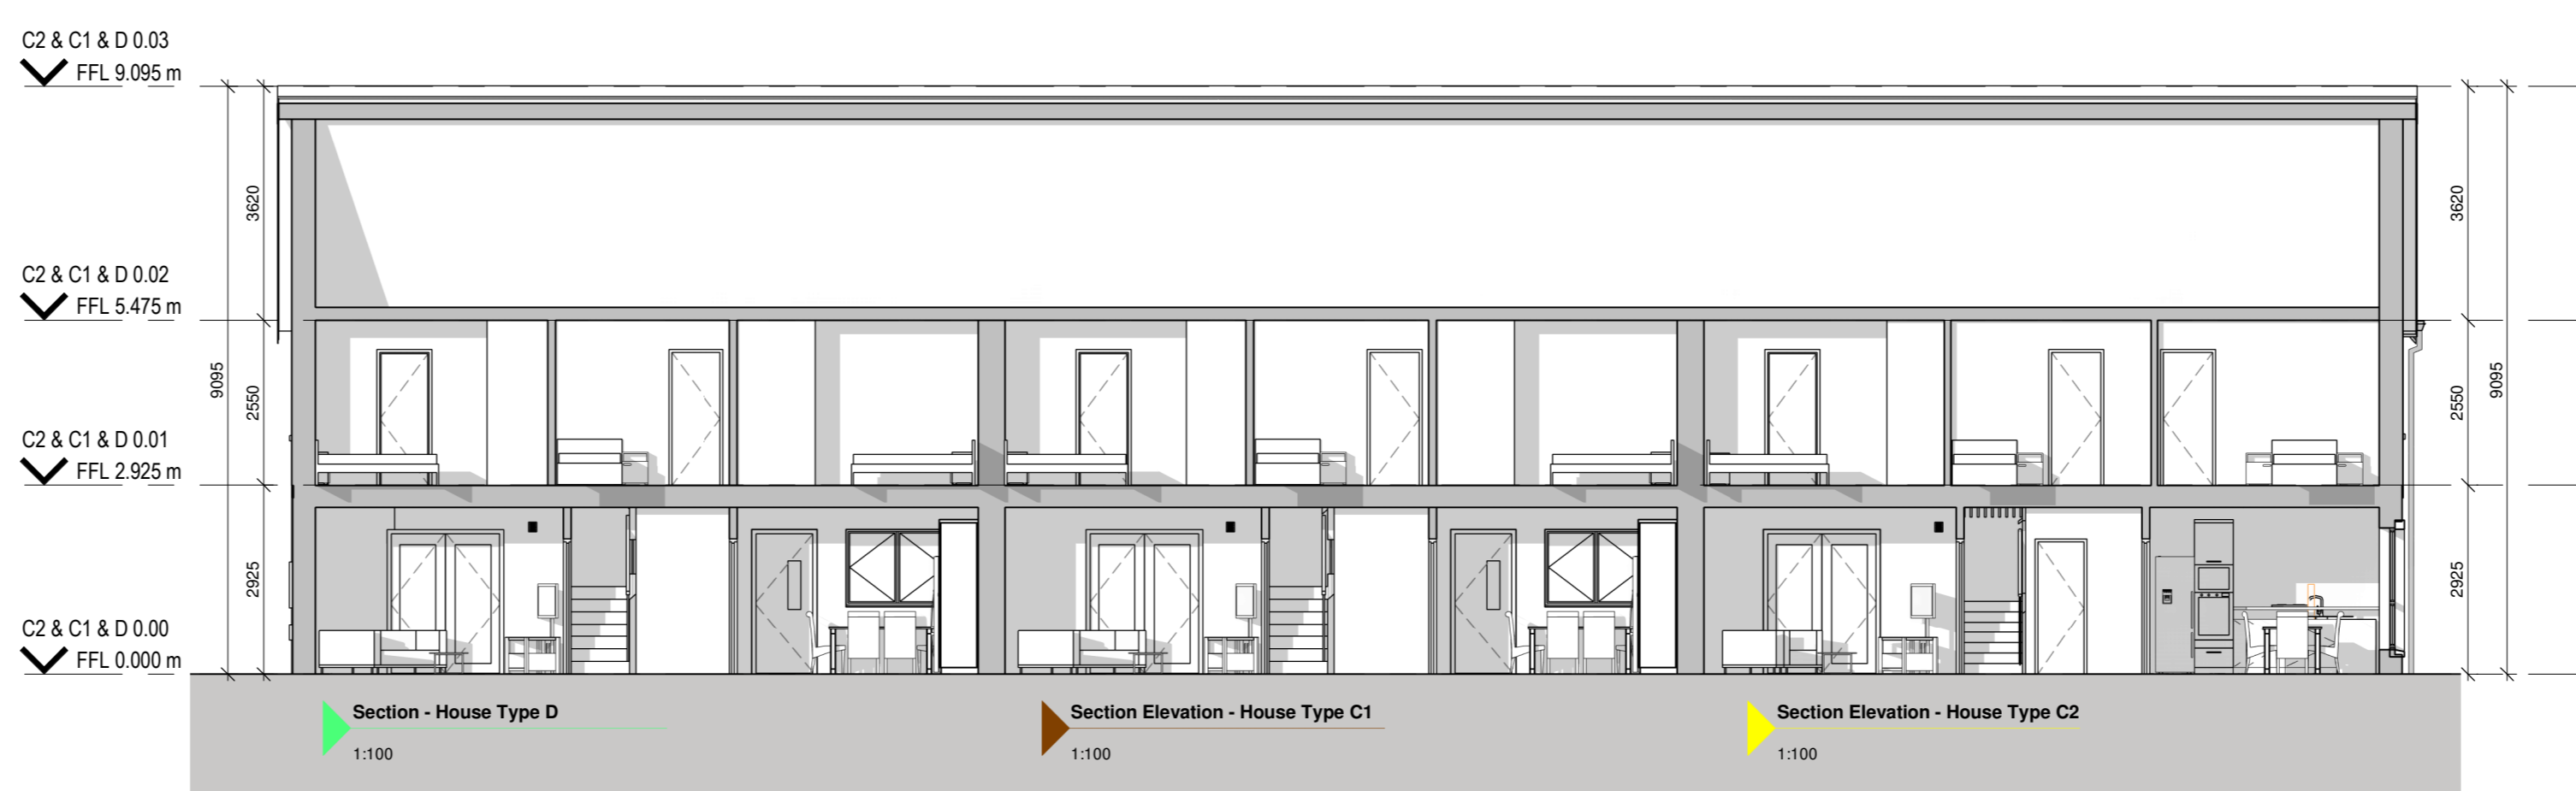 C2 & C1 & D 0.03
FFL 9.095 m
C2 & C1 & D 0.02
FFL 5.475 m
C2 & C1 & D 0.01
FFL 2.925 m
C2 & C1 & D 0.00
FFL 0.000 m
9095
3620
2550
2925
3620
2550
2925
9095
Section - House Type D
1:100
Section Elevation - House Type C1
1:100
Section Elevation - House Type C2
1:100